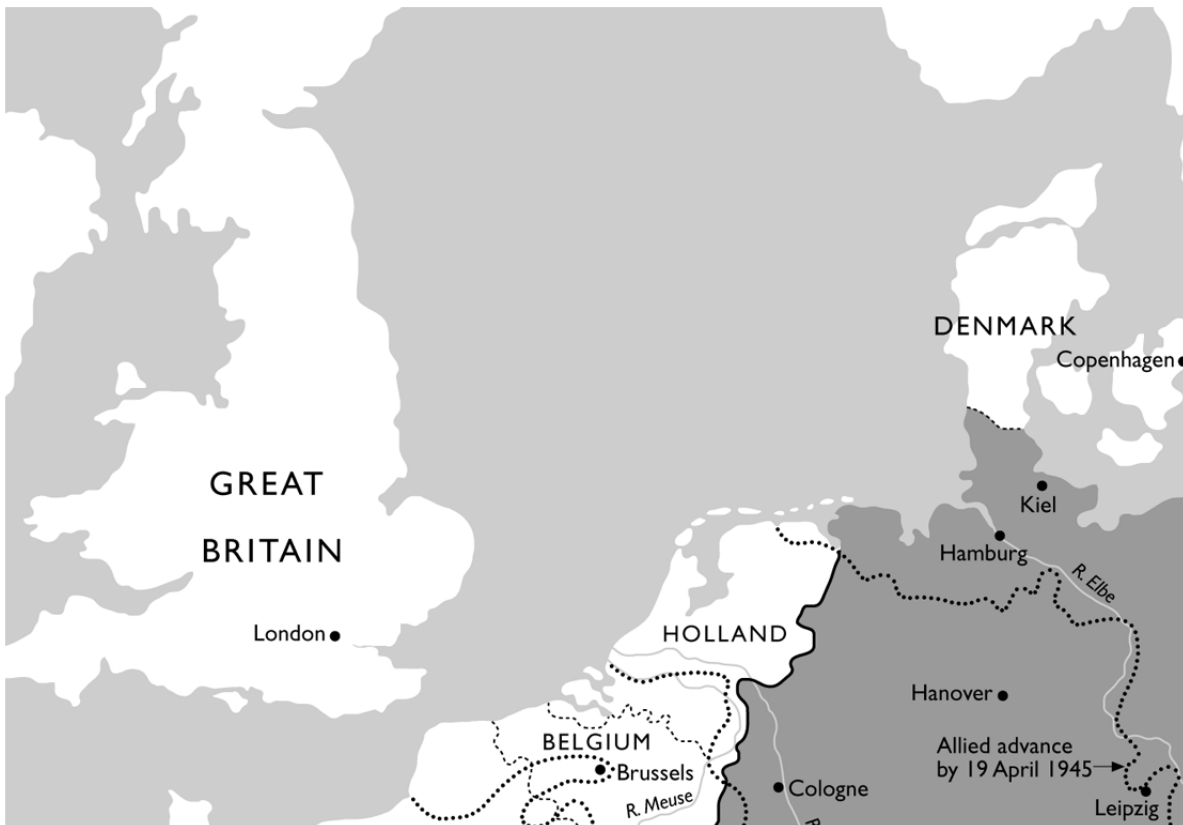 DENMARK
Copenhagen
GREAT
BRITAIN
Kiel
Hamburg
R. Elbe
London
HOLLAND
Hanover
BELGIUM
Allied advance
by 19 April 1945
Brussels
Cologne
R. Meuse
Leipzig